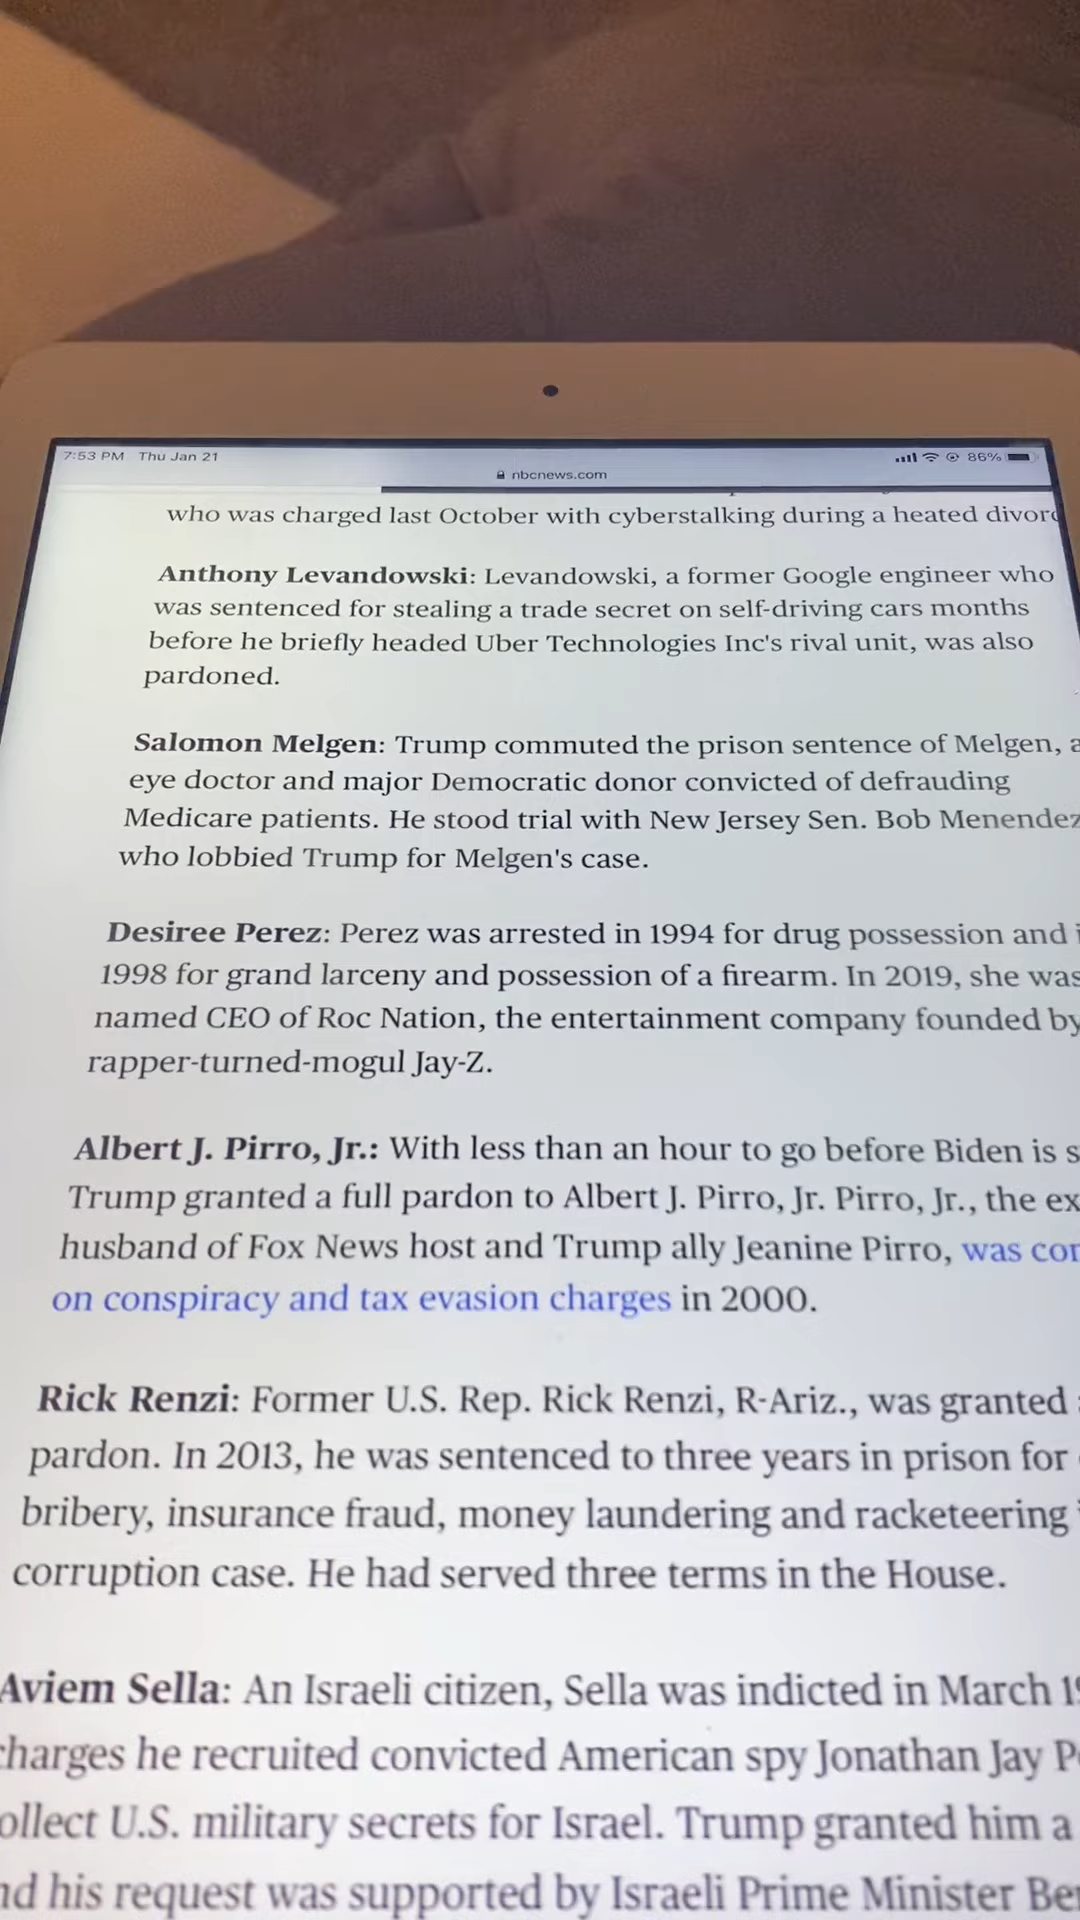 7:53 PM Thu Jan 21
86%
nbcnews.com
who was charged last October with cyberstalking during a heated
Anthony Levandowski: Levandowski, a former Google engineer who
was sentenced for stealing a trade secret on self-driving cars months
before he briefly headed Uber Technologies Inc's rival unit, was also
pardoned.
Salomon Melgen: Trump commuted the prison sentence of Melgen,
eye doctor and major Democratic donor convicted of defrauding
Medicare patients. He stood trial with New Jersey Sen. Bob Menendez
who lobbied Trump for Melgen's case.
Desiree Perez: Perez was arrested in 1994 for drug possession and
1998 for grand larceny and possession of a firearm. In 2019, she was
named CEO of Roc Nation, the entertainment company founded by
rapper-turned-mogul Jay-Z.
Albert J. Pirro, Jr.: With less than an hour to go before Biden is
Trump granted a full pardon to Albert J. Pirro, Jr. Pirro, Jr., the ex
husband of Fox News host and Trump ally Jeanine Pirro, was
on conspiracy and tax evasion charges in 2000.
Rick Renzi: Former U.S. Rep. Rick Renzi, R-Ariz., was granted
pardon. In 2013, he was sentenced to three years in prison for
bribery, insurance fraud, money laundering and racketeering
corruption case. He had served three terms in the House.
Aviem Sella: An Israeli citizen, Sella was indicted in March
charges he recruited convicted American spy Jonathan Jay
ollect U.S. military secrets for Israel. Trump granted him a
nd his request was supported by Israeli Prime Minister